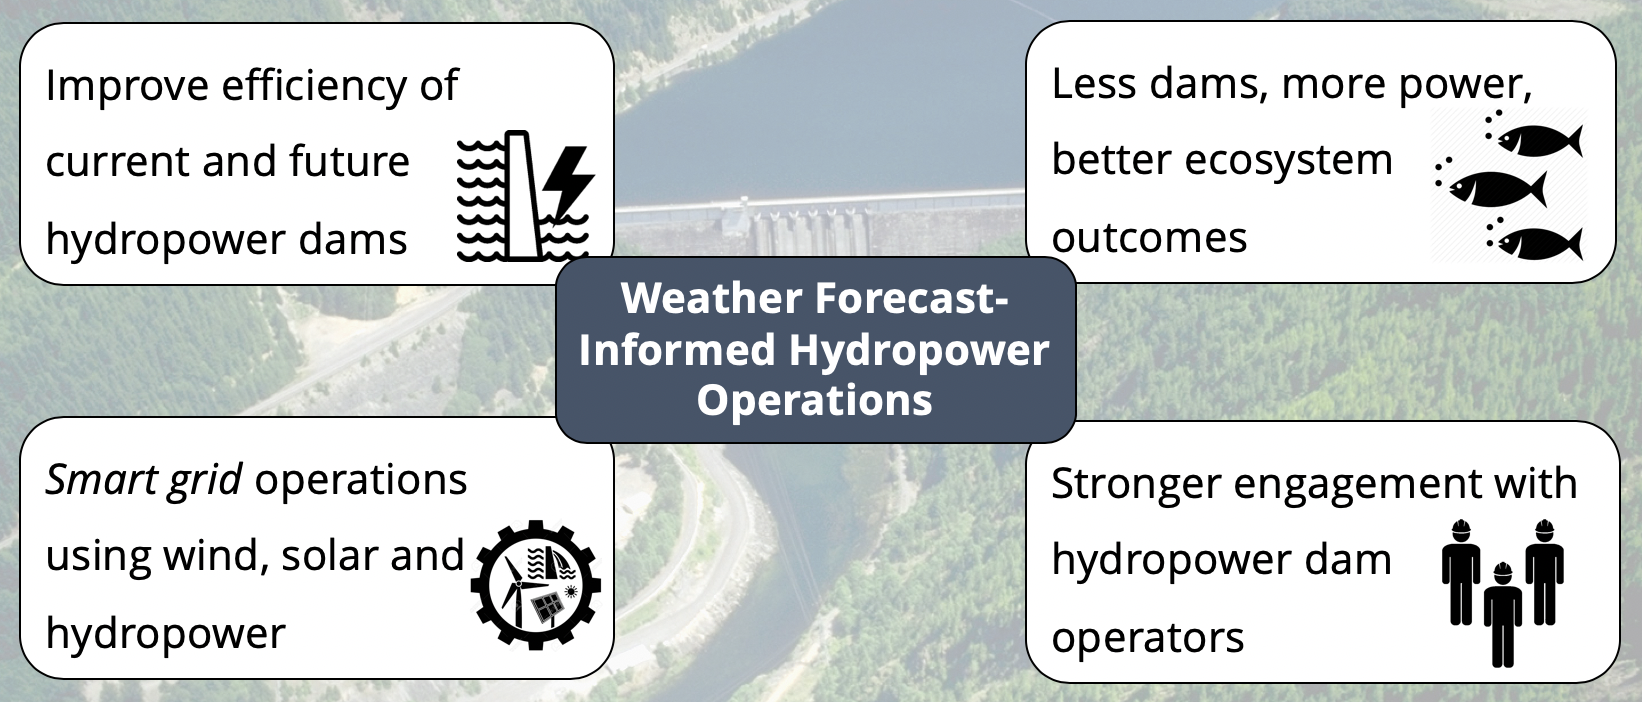 Improve efficiency of
current and future
hydropower dams
Less dams, more power,
better ecosystem
outcomes
Weather Forecast-
Informed Hydropower
Operations
Smart grid operations
using wind, solar and
hydropower
Stronger engagement with
hydropower dam
operators